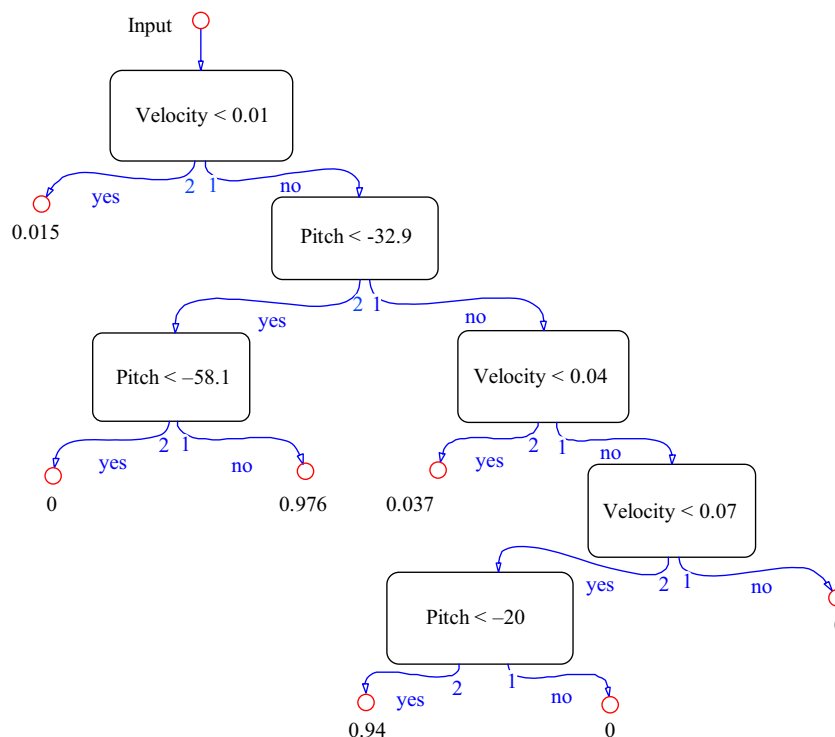 Input
Velocity < 0.01
2 1
yes no
0.015
Pitch < -32.9
2 1
yes no
Pitch < –58.1
Velocity < 0.04
2 1
2 1
yes no
yes no
0 0.976 0.037
Velocity < 0.07
2 1
yes no
Pitch < –20
2 1
yes no
0.94 0